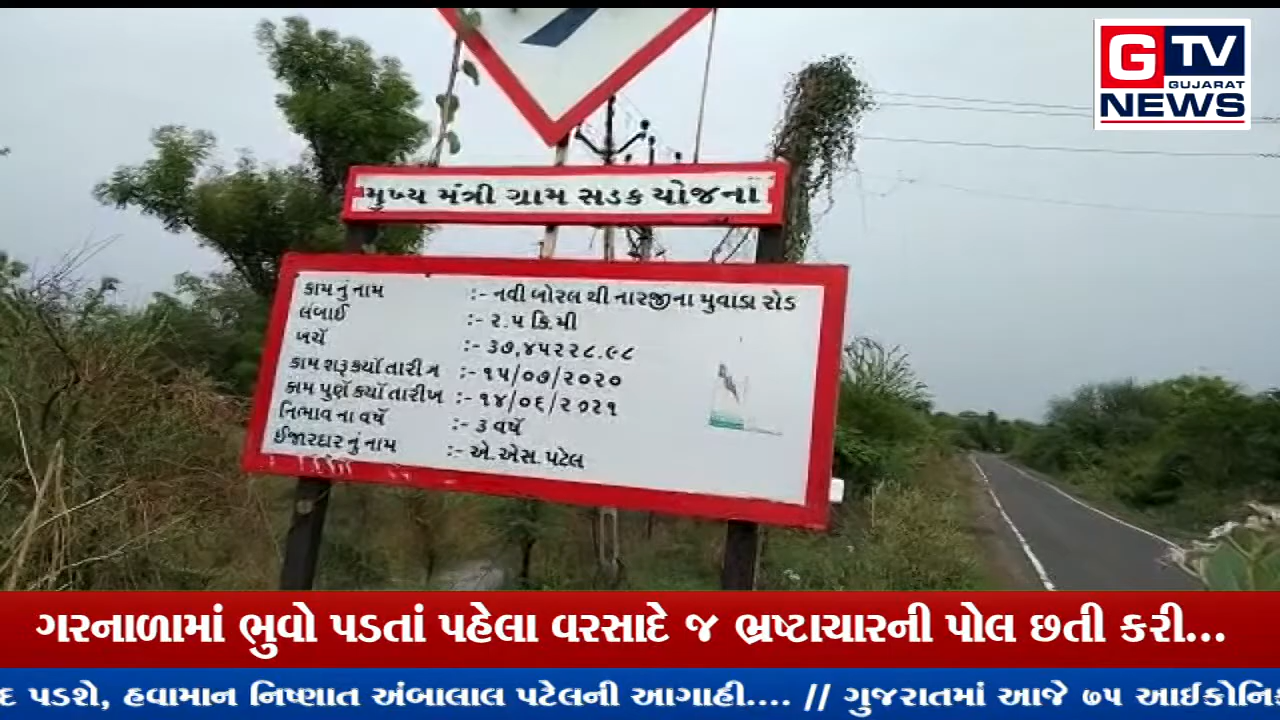 G TV
GUJARAT
NEWS
મુખ્ય મંત્રી ગ્રામ સડક યોજના
કામ નું નામ :- નવી બોરલ થી નારજીના મુવાડા રોડ
લંબાઈ :- ૨.૫ કિ.મી
ખર્ચ :- ૩૭,૪૫૨૨૮.૯૮
કામ શરૂ કર્યા તારીખ :- ૧૫/૦૭/૨૦૨૦
કામ પુર્ણ કર્યા તારીખ :- ૧૪/૦૬/૨૦૨૧
નિભાવ ના વર્ષ :- ૩ વર્ષ
ઈજારદાર નું નામ :- એ.એસ.પટેલ
ગરનાળામાં ભુવો પડતાં પહેલા વરસાદે જ ભ્રષ્ટાચારની પોલ છતી કરી...
દ પડશે, હવામાન નિષ્ણાત અંબાલાલ પટેલની આગાહી.... // ગુજરાતમાં આજે ૭૫ આઈકોનિ